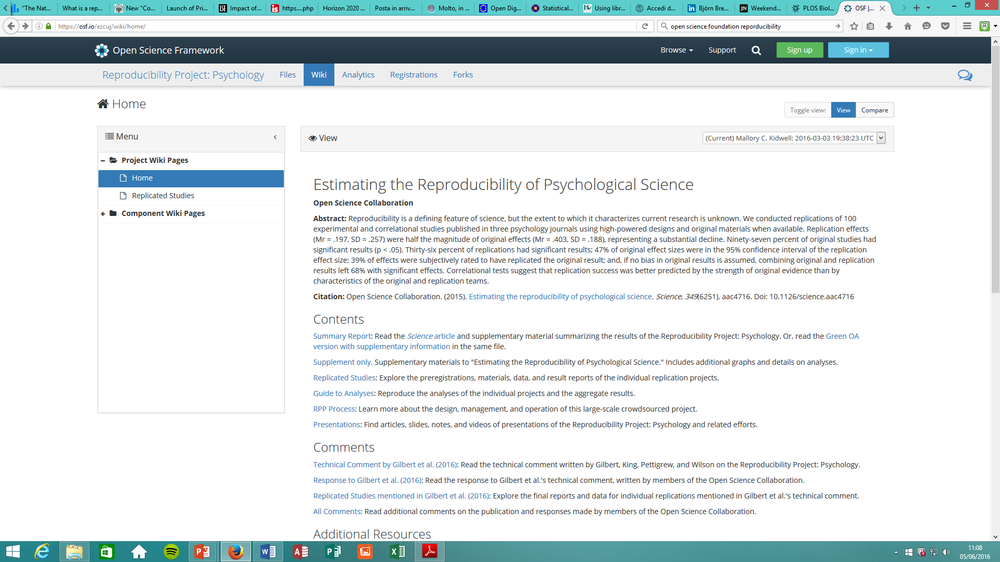 "The Nat...
What is a rep...
New "Co...
Launch of Pri...
LSE Impact of...
is https....php
Horizon 2020 ...
Posta in arriv...
Molto, in ...
Open Dig...
Statistical...
Using libr...
Accedi d...
in Björn Bre...
JN Weekend...
PLOS Biol...
OSF |...
https://osf.io/ezcuj/wiki/home/
open science foundation reporducibility
Open Science Framework
Browse
Support
Sign up
Sign in
Reproducibility Project: Psychology
Files
Wiki
Analytics
Registrations
Forks
Home
Toggle view:
View
Compare
Menu
Project Wiki Pages
Home
Replicated Studies
Component Wiki Pages
View
(Current) Mallory C. Kidwell: 2016-03-03 19:38:23 UTC
Estimating the Reproducibility of Psychological Science
Open Science Collaboration
Abstract: Reproducibility is a defining feature of science, but the extent to which it characterizes current research is unknown. We conducted replications of 100
experimental and correlational studies published in three psychology journals using high-powered designs and original materials when available. Replication effects
(Mr = .197, SD = .257) were half the magnitude of original effects (Mr = .403, SD = .188), representing a substantial decline. Ninety-seven percent of original studies had
significant results (p < .05). Thirty-six percent of replications had significant results; 47% of original effect sizes were in the 95% confidence interval of the replication
effect size; 39% of effects were subjectively rated to have replicated the original result; and, if no bias in original results is assumed, combining original and replication
results left 68% with significant effects. Correlational tests suggest that replication success was better predicted by the strength of original evidence than by
characteristics of the original and replication teams.
Citation: Open Science Collaboration. (2015). Estimating the reproducibility of psychological science. Science, 349(6251), aac4716. Doi: 10.1126/science.aac4716
Contents
Summary Report: Read the Science article and supplementary material summarizing the results of the Reproducibility Project: Psychology. Or, read the Green OA
version with supplementary information in the same file.
Supplement only. Supplementary materials to "Estimating the Reproducibility of Psychological Science." Includes additional graphs and details on analyses.
Replicated Studies: Explore the preregistrations, materials, data, and result reports of the individual replication projects.
Guide to Analyses: Reproduce the analyses of the individual projects and the aggregate results.
RPP Process: Learn more about the design, management, and operation of this large-scale crowdsourced project.
Presentations: Find articles, slides, notes, and videos of presentations of the Reproducibility Project: Psychology and related efforts.
Comments
Technical Comment by Gilbert et al. (2016): Read the technical comment written by Gilbert, King, Pettigrew, and Wilson on the Reproducibility Project: Psychology.
Response to Gilbert et al. (2016): Read the response to Gilbert et al.'s technical comment, written by members of the Open Science Collaboration.
Replicated Studies mentioned in Gilbert et al. (2016): Explore the final reports and data for individual replications mentioned in Gilbert et al.'s technical comment.
All Comments: Read additional comments on the publication and responses made by members of the Open Science Collaboration.
Additional Resources
11:08
05/06/2016